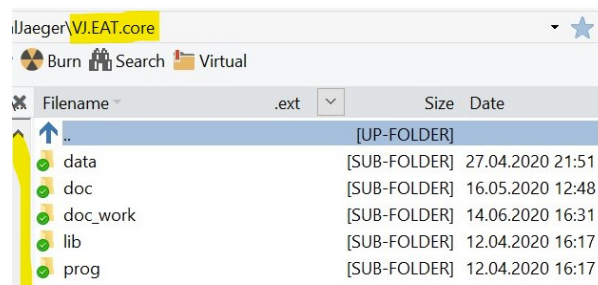 \VJ.EAT.core
Burn Search Virtual
Filename .ext Size Date
.. [UP-FOLDER]
data [SUB-FOLDER] 27.04.2020 21:51
doc [SUB-FOLDER] 16.05.2020 12:48
doc_work [SUB-FOLDER] 14.06.2020 16:31
lib [SUB-FOLDER] 12.04.2020 16:17
prog [SUB-FOLDER] 12.04.2020 16:17